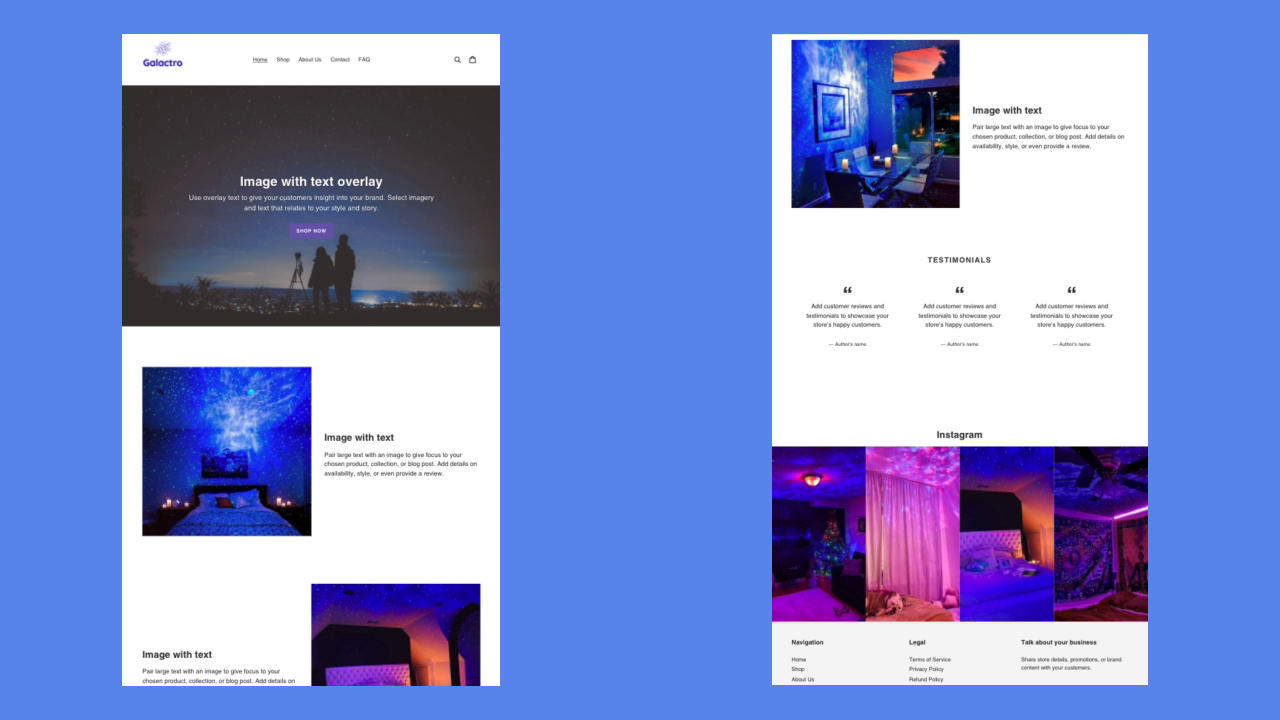 Galactro
Home Shop About Us Contact FAQ
Image with text overlay
Use overlay text to give your customers insight into your brand. Select imagery
and text that relates to your style and story.
SHOP NOW
Image with text
Pair large text with an image to give focus to your
chosen product, collection, or blog post. Add details on
availability, style, or even provide a review.
Image with text
Pair large text with an image to give focus to your
chosen product, collection, or blog post. Add details on
Image with text
Pair large text with an image to give focus to your
chosen product, collection, or blog post. Add details on
availability, style, or even provide a review.
TESTIMONIALS
“
Add customer reviews and
testimonials to showcase your
store's happy customers.
— Author's name
“
Add customer reviews and
testimonials to showcase your
store's happy customers.
— Author's name
“
Add customer reviews and
testimonials to showcase your
store's happy customers.
— Author's name
Instagram
Navigation
Home
Shop
About Us
Legal
Terms of Service
Privacy Policy
Refund Policy
Talk about your business
Share store details, promotions, or brand
content with your customers.